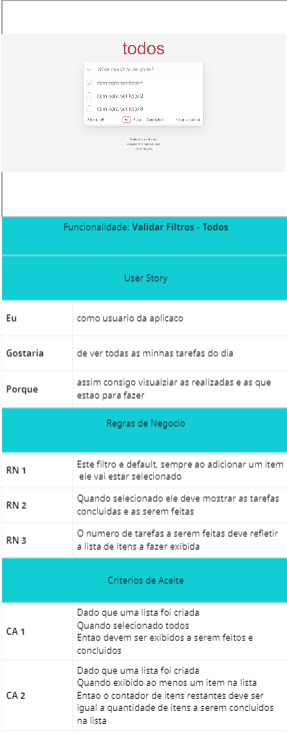 todos
What needs to be done?
item para ser feito 1
item para ser feito 2
item para ser feito 3
All
Funcionalidade: Validar Filtros - Todos
User Story
Eu
como usuario da aplicaco
Gostaria
de ver todas as minhas tarefas do dia
Porque
assim consigo visualziar as realizadas e as que
estao para fazer
Regras de Negocio
RN 1
Este filtro e default, sempre ao adicionar um item
ele vai estar selecionado
RN 2
Quando selecionado ele deve mostrar as tarefas
concluidas e as serem feitas
RN 3
O numero de tarefas a serem feitas deve refletir
a lista de itens a fazer exibida
Criterios de Aceite
CA 1
Dado que uma lista foi criada
Quando selecionado todos
Entao devem ser exibidos a serem feitos e
concluidos
CA 2
Dado que uma lista foi criada
Quando exibido ao menos um item na lista
Entao o contador de itens restantes deve ser
igual a quantidade de itens a serem concluidos
na lista